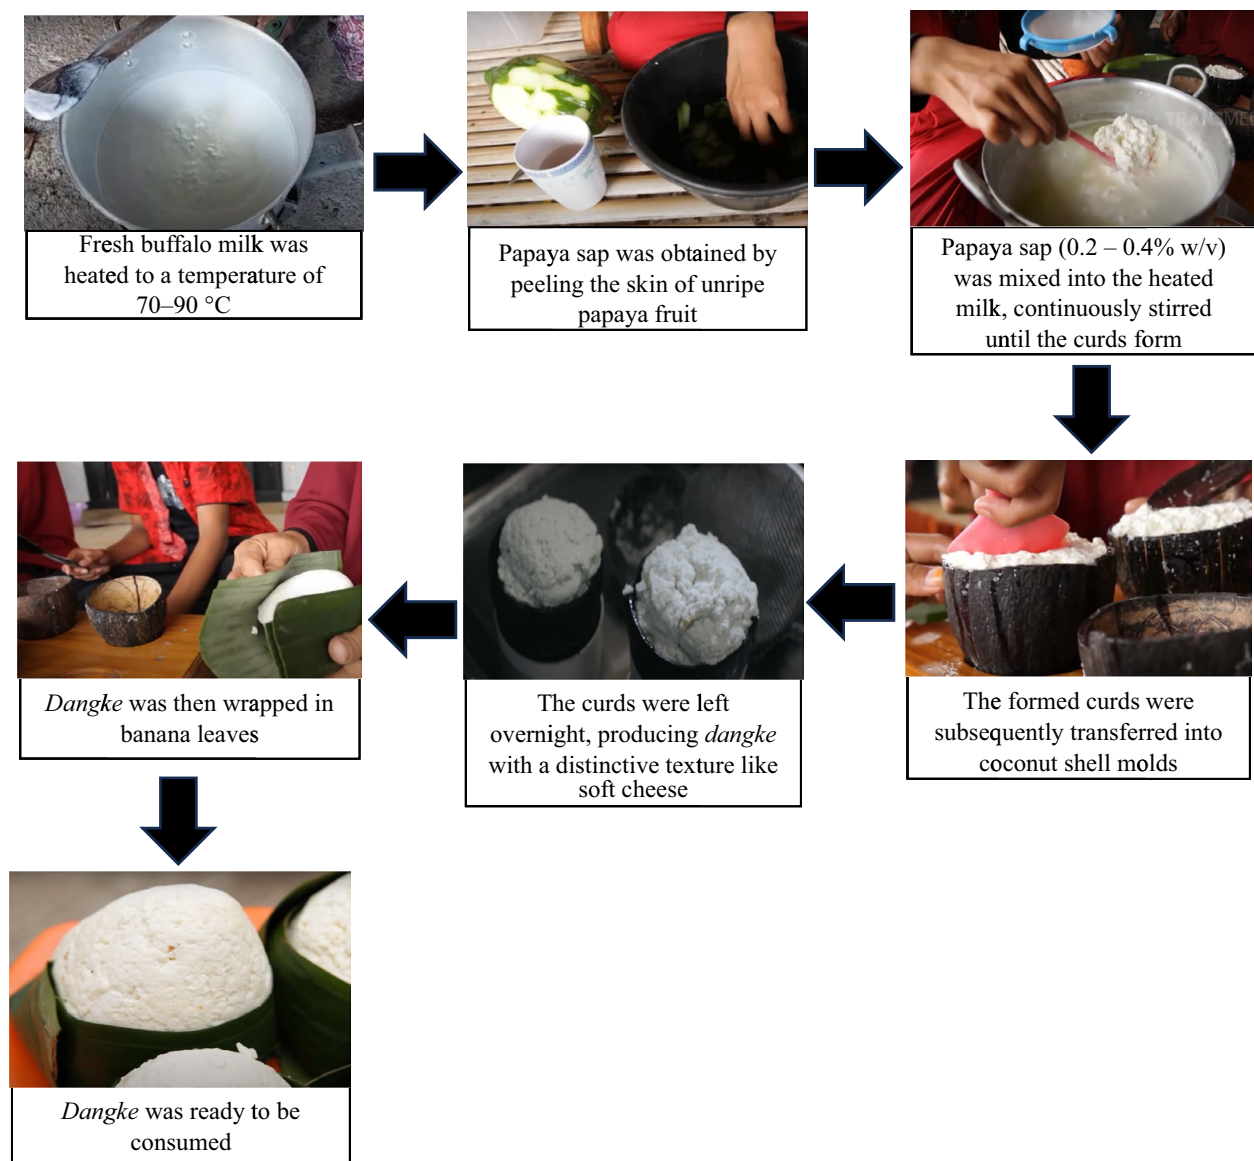 Fresh buffalo milk was
heated to a temperature of
70–90 °C
Papaya sap was obtained by
peeling the skin of unripe
papaya fruit
Papaya sap (0.2 – 0.4% w/v)
was mixed into the heated
milk, continuously stirred
until the curds form
The formed curds were
subsequently transferred into
coconut shell molds
The curds were left
overnight, producing dangke
with a distinctive texture like
soft cheese
Dangke was then wrapped in
banana leaves
Dangke was ready to be
consumed